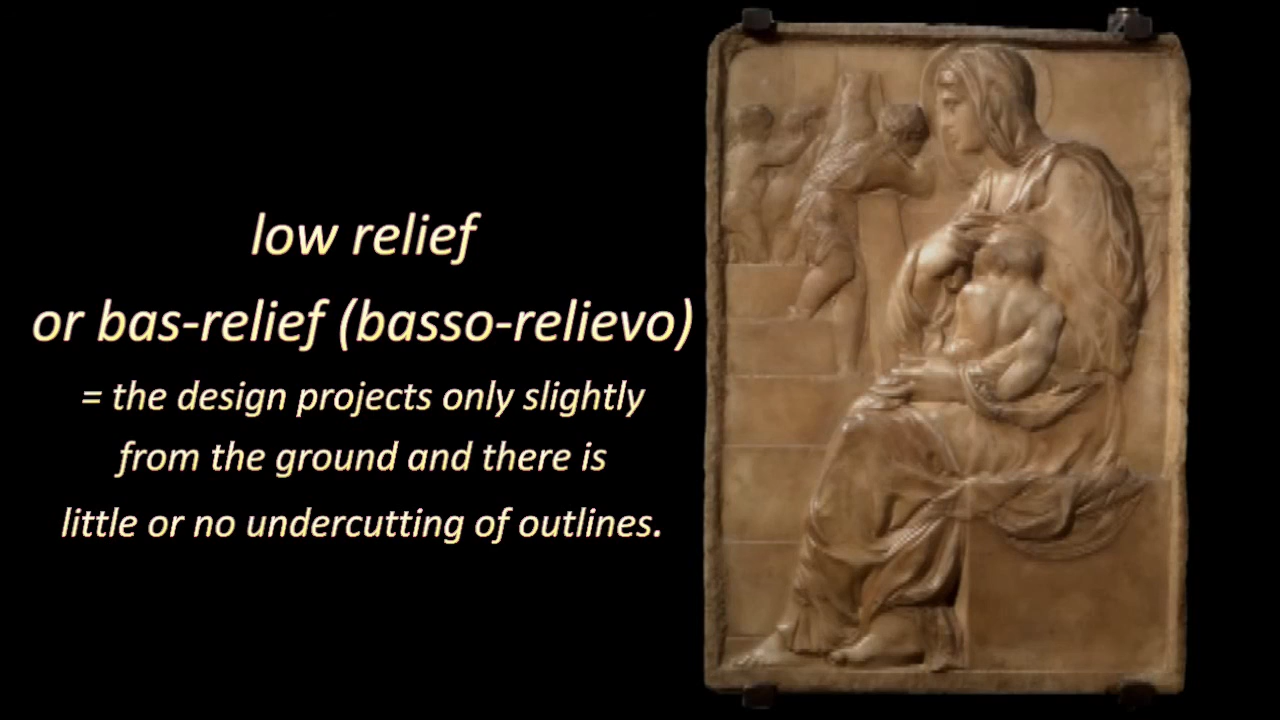 low relief
or bas-relief (basso-relievo)
= the design projects only slightly
from the ground and there is
little or no undercutting of outlines.